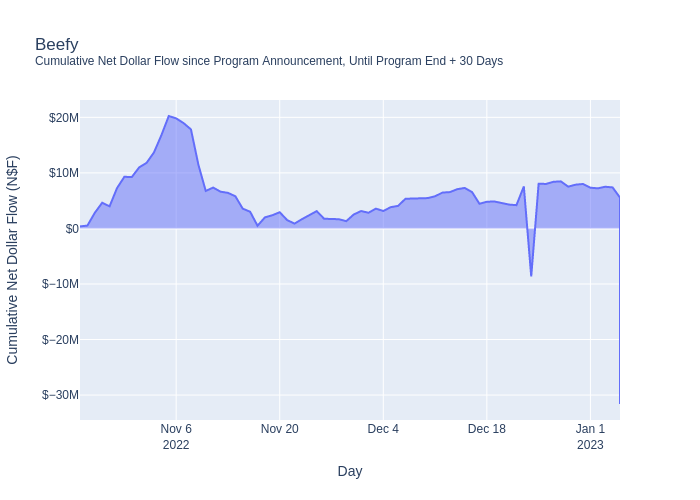 Beefy
Cumulative Net Dollar Flow since Program Announcement, Until Program End + 30 Days
Cumulative Net Dollar Flow (N$F)
$20M
$10M
$0
$−10M
$−20M
$−30M
Nov 6
2022
Nov 20
Dec 4
Dec 18
Jan 1
2023
Day